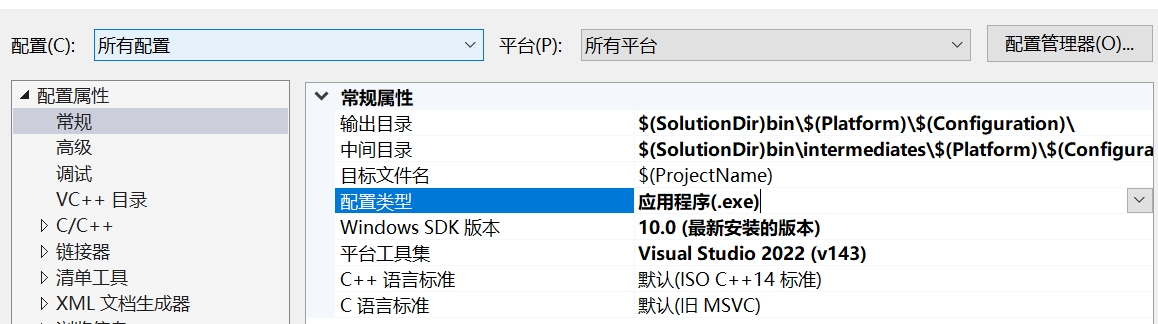 配置(C): 所有配置 平台(P): 所有平台 配置管理器(O)...
配置属性
常规
高级
调试
VC++ 目录
C/C++
链接器
清单工具
XML 文档生成器
常规属性
输出目录 $(SolutionDir)bin\$(Platform)\$(Configuration)\
中间目录 $(SolutionDir)bin\intermediates\$(Platform)\$(Configura
目标文件名 $(ProjectName)
配置类型 应用程序(.exe)
Windows SDK 版本 10.0 (最新安装的版本)
平台工具集 Visual Studio 2022 (v143)
C++ 语言标准 默认(ISO C++14 标准)
C 语言标准 默认(旧 MSVC)